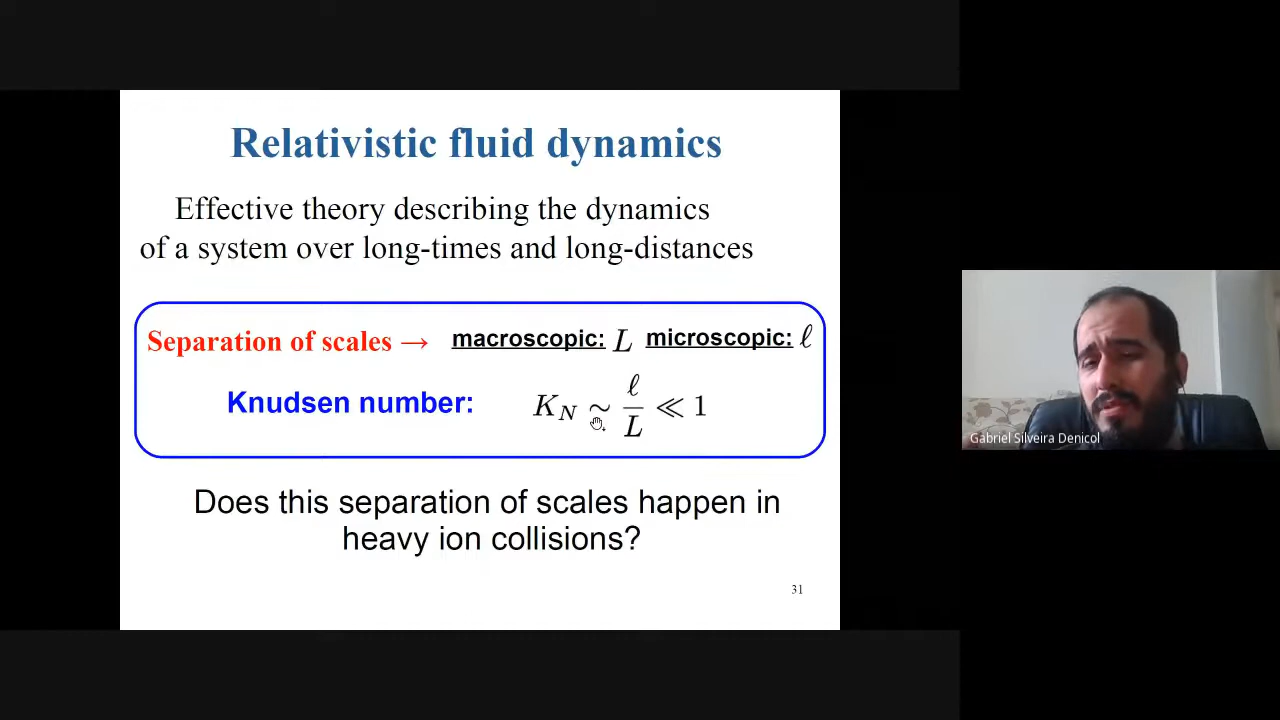 Relativistic fluid dynamics
Effective theory describing the dynamics
of a system over long-times and long-distances
Separation of scales → macroscopic: L microscopic: ℓ
Knudsen number: K_N ∼ ℓ/L ≪ 1
Does this separation of scales happen in
heavy ion collisions?
31
Gabriel Silveira Denicol